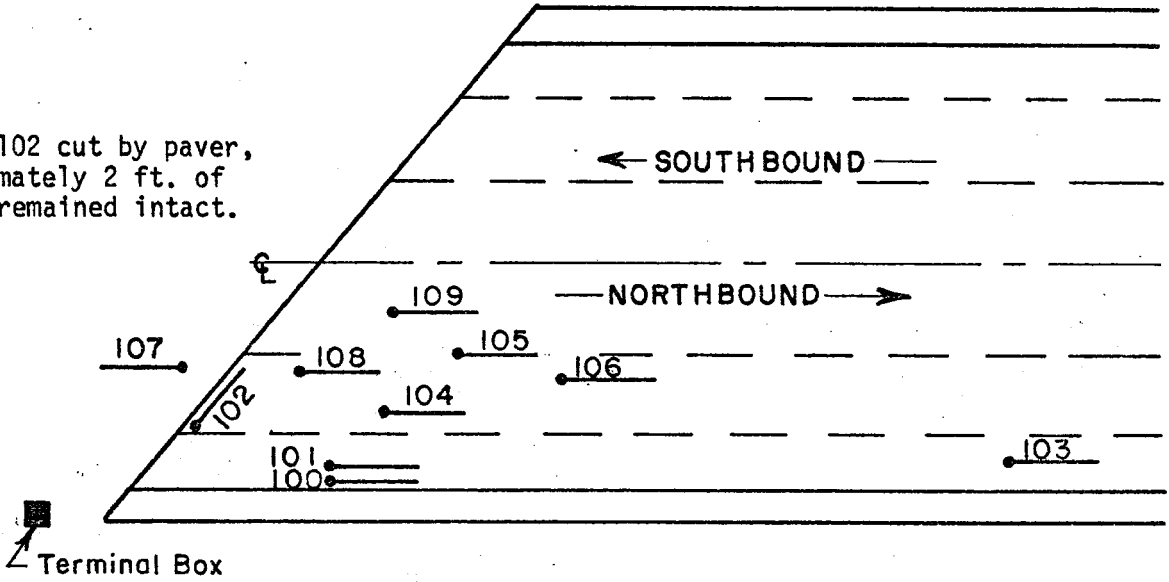 102 cut by paver,
mately 2 ft. of
remained intact.
SOUTHBOUND
℄
NORTHBOUND
109
107
108
105
106
102
104
101
100
103
Terminal Box